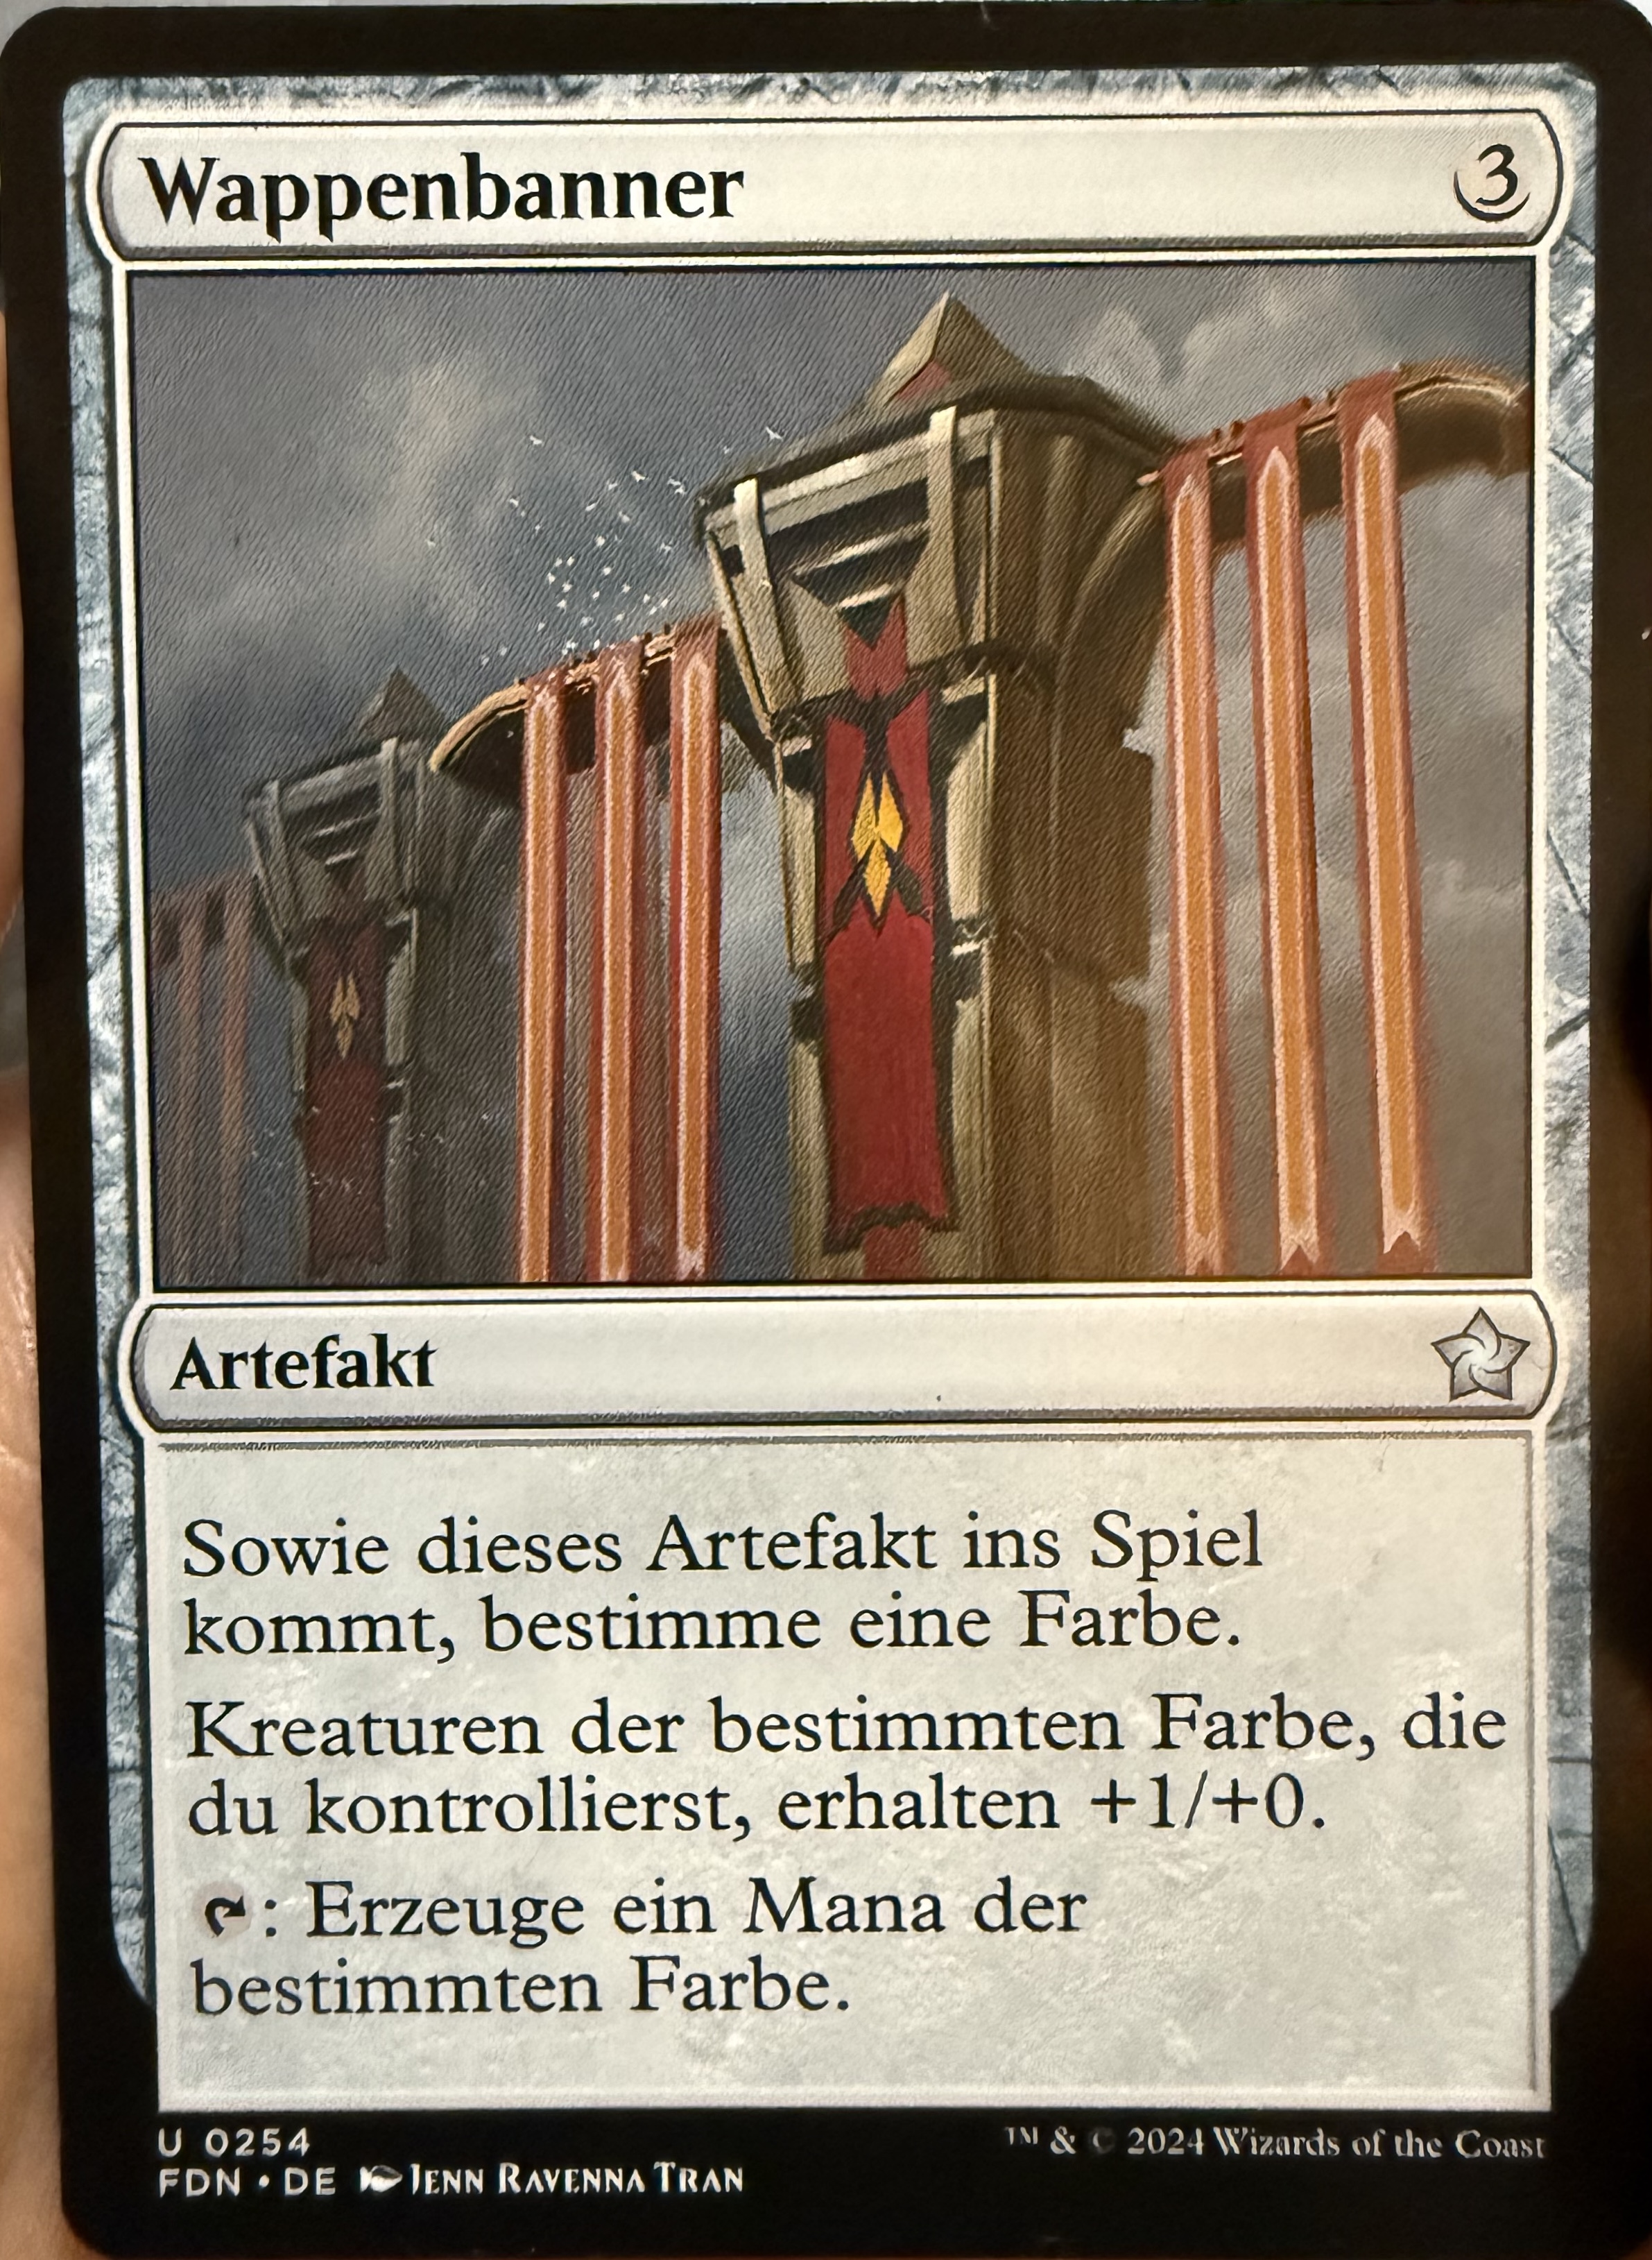 Wappenbanner 3
Artefakt
Sowie dieses Artefakt ins Spiel
kommt, bestimme eine Farbe.
Kreaturen der bestimmten Farbe, die
du kontrollierst, erhalten +1/+0.
: Erzeuge ein Mana der
bestimmten Farbe.
U 0254
™ & © 2024 Wizards of the Coast
FDN • DE JENN RAVENNA TRAN